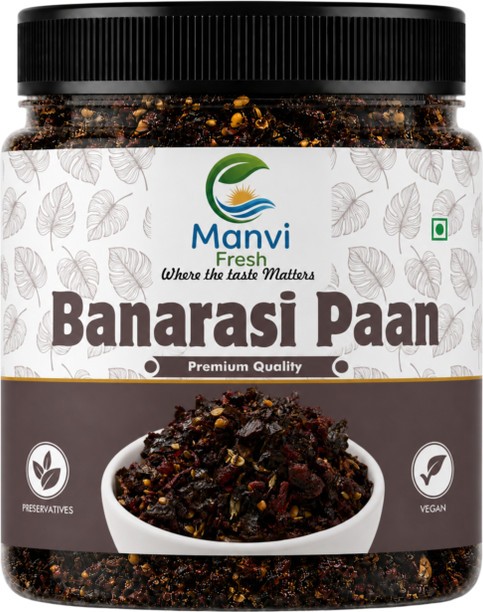 Manvi
Fresh
Where the taste Matters
Banarasi Paan
Premium Quality
PRESERVATIVES
VEGAN